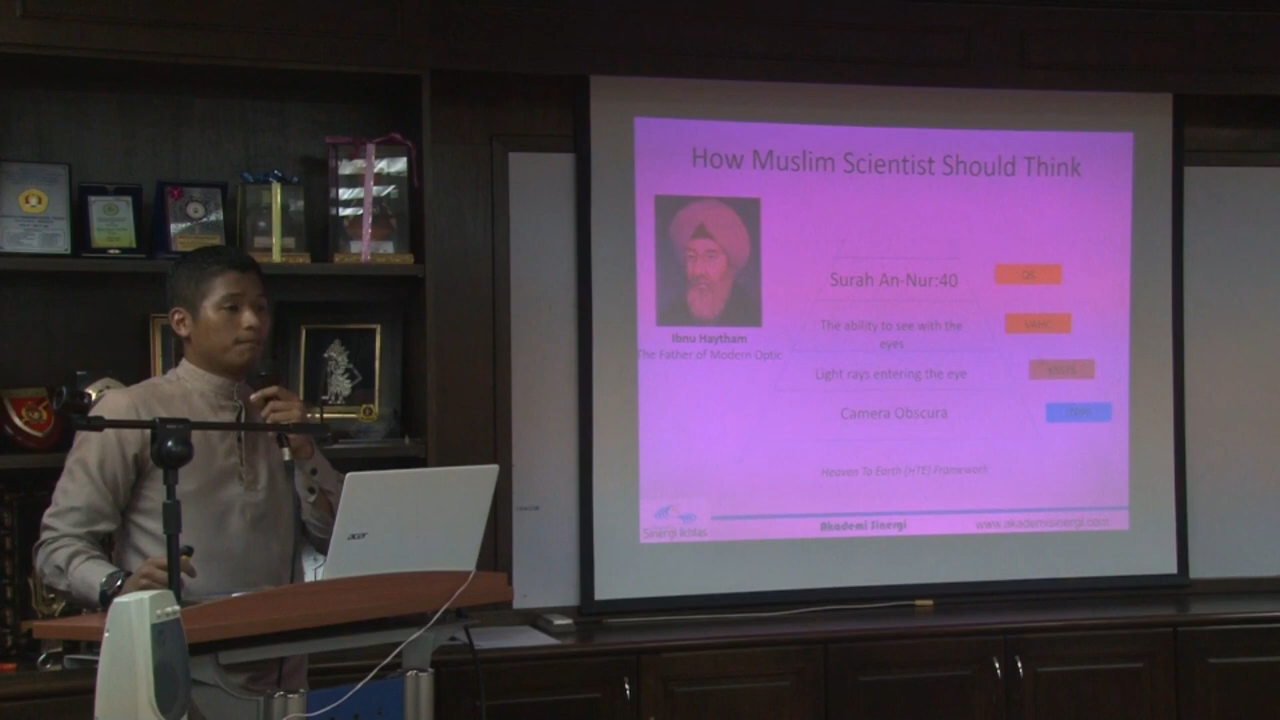 How Muslim Scientist Should Think
Surah An-Nur:40
The ability to see with the
eyes
Ibnu Haytham
The Father of Modern Optic
Light rays entering the eye
Camera Obscura
Heaven To Earth (HTE) Framework
Sinergi Ikhlas
Akademi Sinergi
www.akademisinergi.com
acer